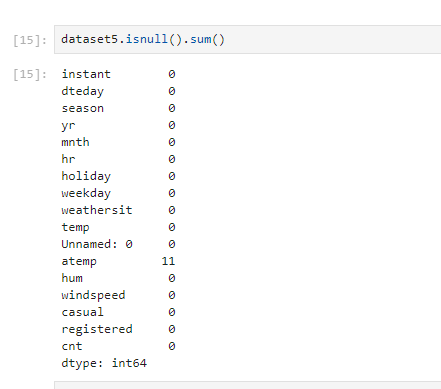 [15]: dataset5.isnull().sum()
[15]: instant 0
dteday 0
season 0
yr 0
mnth 0
hr 0
holiday 0
weekday 0
weathersit 0
temp 0
Unnamed: 0 0
atemp 11
hum 0
windspeed 0
casual 0
registered 0
cnt 0
dtype: int64